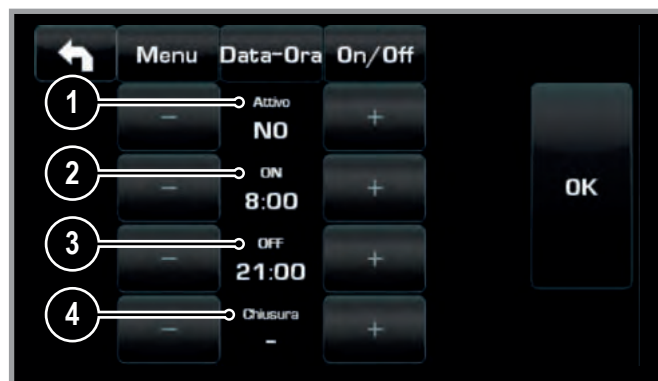 Menu Data-Ora On/Off
1 Attivo
- NO +
2 ON
- 8:00 +
OK
3 OFF
- 21:00 +
4 Chiusura
- - +